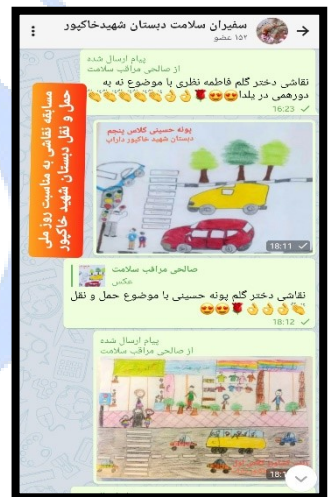 سفیران سلامت دبستان شهیدخاکپور
۱۵۲ عضو
پیام ارسال شده
از صالحی مراقب سلامت
نقاشی دختر گلم فاطمه نظری با موضوع نه به
دورهمی در یلدا😍😍🌹👌👌👏👏👏👏👏👏
16:23
مسابقه نقاشی به مناسبت روز ملی
حمل و نقل دبستان شهید خاکپور
پونه حسینی کلاس پنجم
دبستان شهید خاکپور داراب
18:11
صالحی مراقب سلامت
عکس
نقاشی دختر گلم پونه حسینی با موضوع حمل و نقل
😍😍🌹👌👌👌👏
18:12
پیام ارسال شده
از صالحی مراقب سلامت